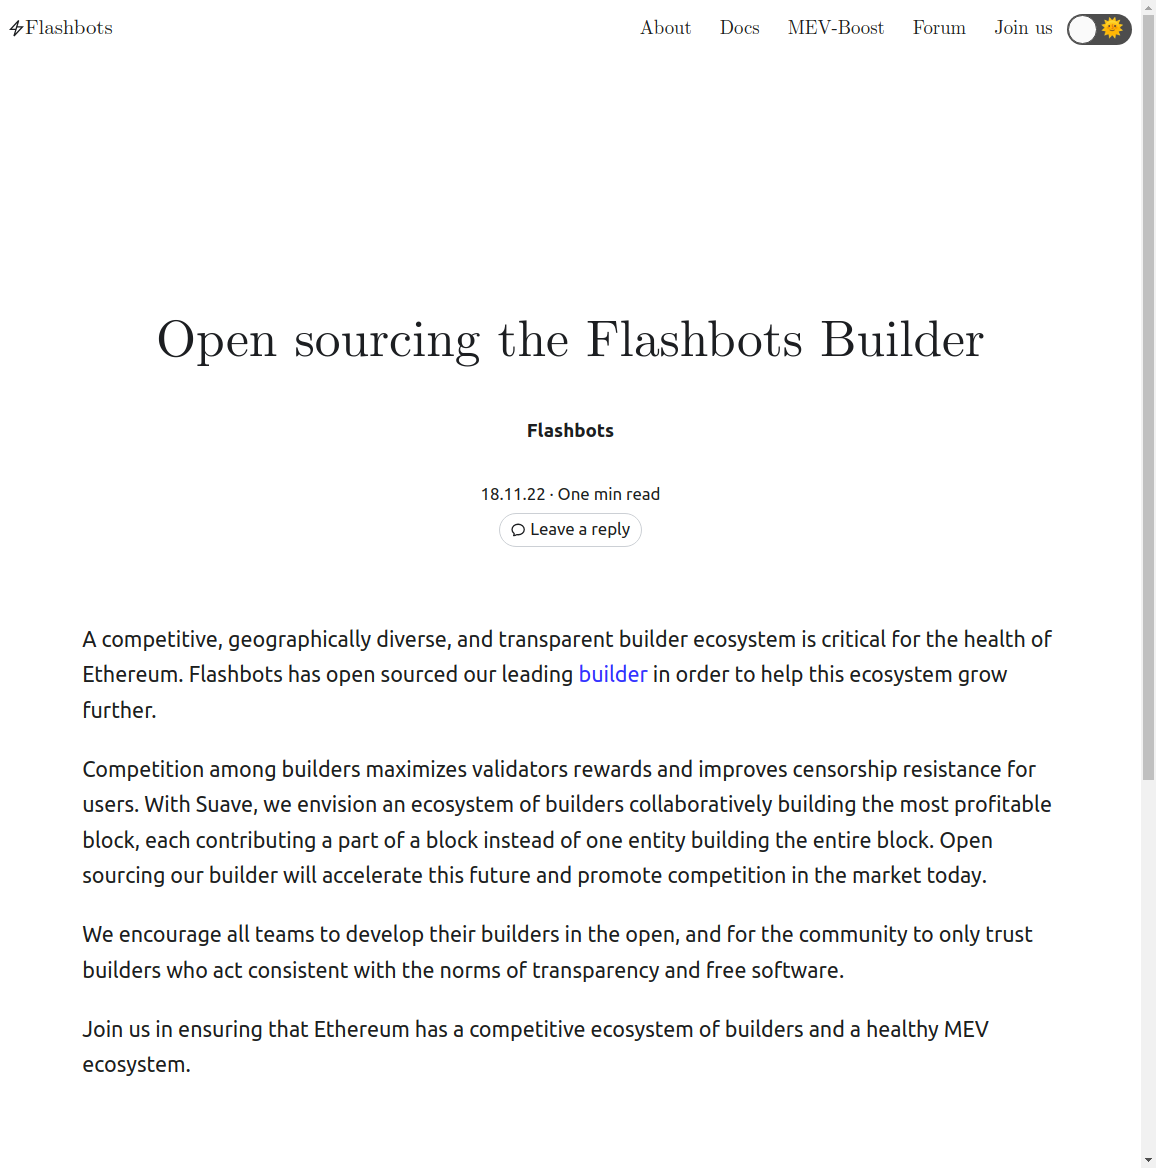 Flashbots
About Docs MEV-Boost Forum Join us
Open sourcing the Flashbots Builder
Flashbots
18.11.22 · One min read
Leave a reply
A competitive, geographically diverse, and transparent builder ecosystem is critical for the health of
Ethereum. Flashbots has open sourced our leading builder in order to help this ecosystem grow
further.
Competition among builders maximizes validators rewards and improves censorship resistance for
users. With Suave, we envision an ecosystem of builders collaboratively building the most profitable
block, each contributing a part of a block instead of one entity building the entire block. Open
sourcing our builder will accelerate this future and promote competition in the market today.
We encourage all teams to develop their builders in the open, and for the community to only trust
builders who act consistent with the norms of transparency and free software.
Join us in ensuring that Ethereum has a competitive ecosystem of builders and a healthy MEV
ecosystem.